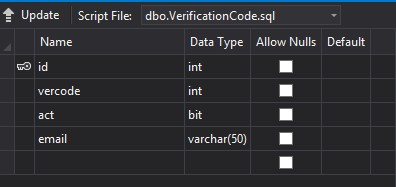 Update Script File: dbo.VerificationCode.sql
Name Data Type Allow Nulls Default
id int
vercode int
act bit
email varchar(50)